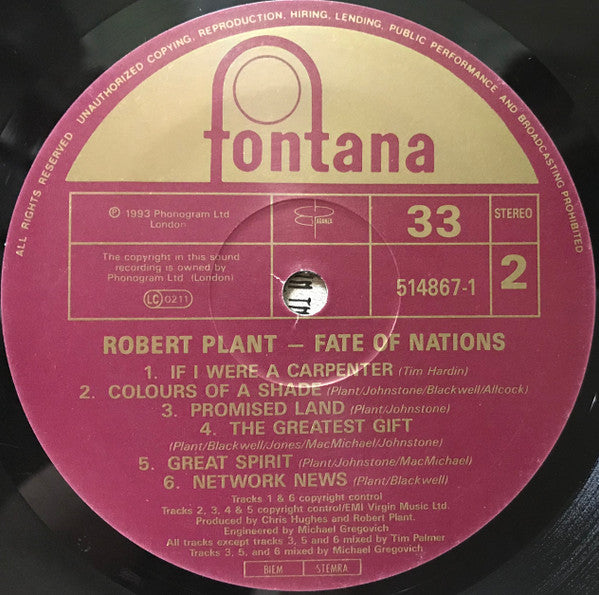 ALL RIGHTS RESERVED UNAUTHORIZED COPYING, REPRODUCTION, HIRING, LENDING, PUBLIC PERFORMANCE AND BROADCASTING PROHIBITED
fontana
℗ 1993 Phonogram Ltd
London
33
STEREO
The copyright in this sound
recording is owned by
Phonogram Ltd (London)
LC 0211
514867-1
2
ROBERT PLANT – FATE OF NATIONS
1. IF I WERE A CARPENTER (Tim Hardin)
2. COLOURS OF A SHADE (Plant/Johnstone/Blackwell/Allcock)
3. PROMISED LAND (Plant/Johnstone)
4. THE GREATEST GIFT
(Plant/Blackwell/Jones/MacMichael/Johnstone)
5. GREAT SPIRIT (Plant/Johnstone/MacMichael)
6. NETWORK NEWS (Plant/Blackwell)
Tracks 1 & 6 copyright control
Tracks 2, 3, 4 & 5 copyright control/EMI Virgin Music Ltd.
Produced by Chris Hughes and Robert Plant.
Engineered by Michael Gregovich
All tracks except tracks 3, 5 and 6 mixed by Tim Palmer
Tracks 3, 5, and 6 mixed by Michael Gregovich
BIEM STEMRA